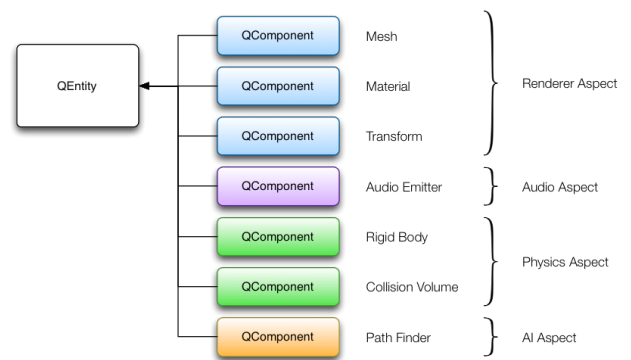 QEntity
QComponent Mesh
QComponent Material
QComponent Transform
Renderer Aspect
QComponent Audio Emitter
Audio Aspect
QComponent Rigid Body
QComponent Collision Volume
Physics Aspect
QComponent Path Finder
AI Aspect